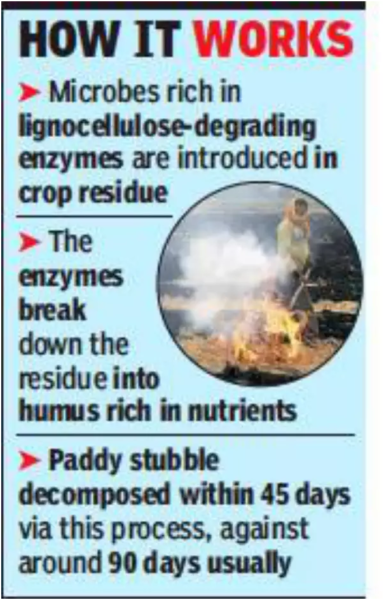 HOW IT WORKS
➤ Microbes rich in
lignocellulose-degrading
enzymes are introduced in
crop residue
➤ The
enzymes
break
down the
residue into
humus rich in nutrients
➤ Paddy stubble
decomposed within 45 days
via this process, against
around 90 days usually